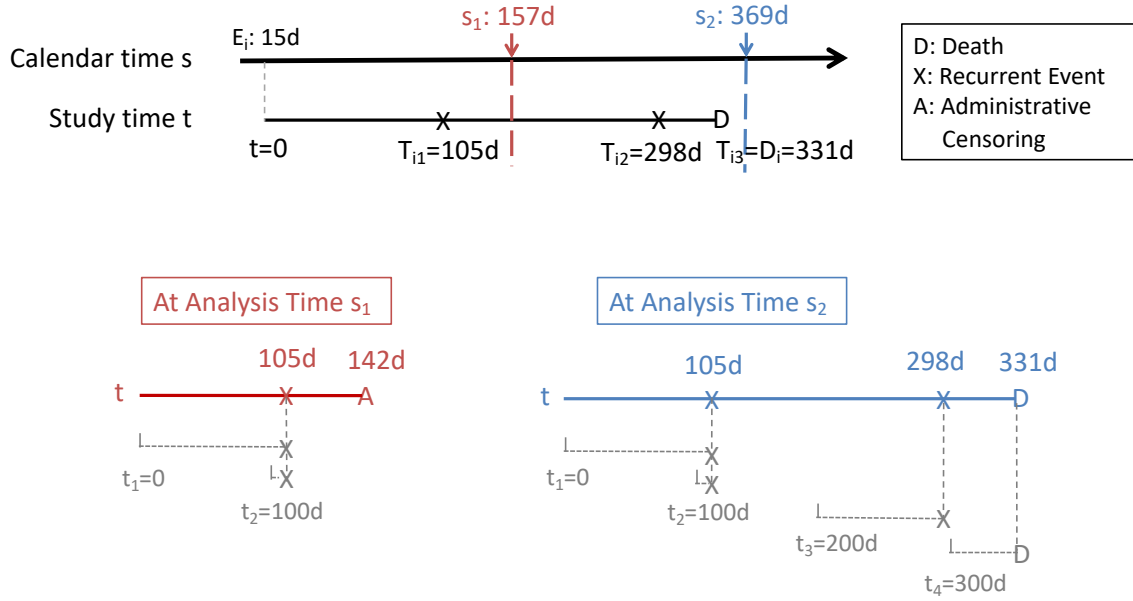 s₁: 157d
s₂: 369d
Eᵢ: 15d
Calendar time s
Study time t
X
X
D
t=0
Tᵢ₁=105d
Tᵢ₂=298d
Tᵢ₃=Dᵢ=331d
D: Death
X: Recurrent Event
A: Administrative
Censoring
At Analysis Time s₁
105d
142d
t
X
A
X
t₁=0
X
t₂=100d
At Analysis Time s₂
105d
298d
331d
t
X
X
D
X
t₁=0
X
t₂=100d
X
t₃=200d
D
t₄=300d